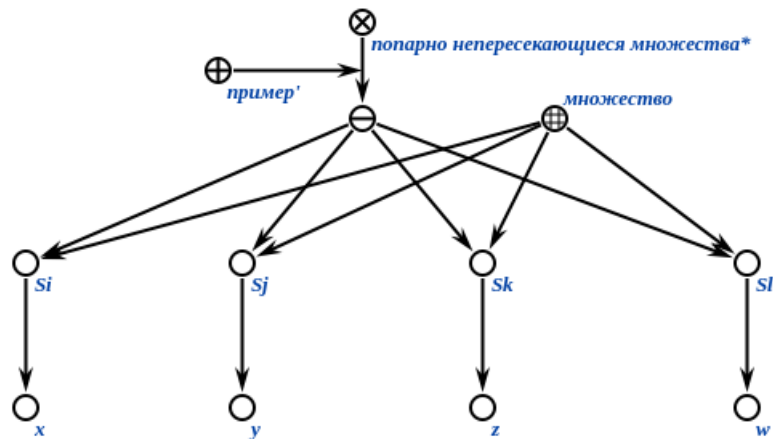 попарно непересекающиеся множества*
пример'
множество
Si
Sj
Sk
Sl
x
y
z
w